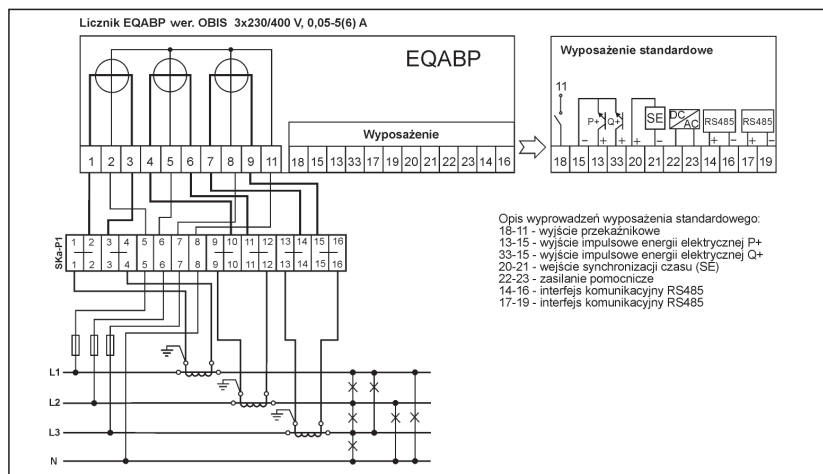 Licznik EQABP wer. OBIS 3x230/400 V, 0,05-5(6) A
EQABP
Wyposażenie
1 2 3 4 5 6 7 8 9 11
18 15 13 33 17 19 20 21 22 23 14 16
Wyposażenie standardowe
11
P+ Q+ SE DC AC RS485 RS485
- + + + - + - + -
18 15 13 33 20 21 22 23 14 16 17 19
SKa-P1
1 2 3 4 5 6 7 8 9 10 11 12 13 14 15 16
1 2 3 4 5 6 7 8 9 10 11 12 13 14 15 16
Opis wyprowadzeń wyposażenia standardowego:
18-11 - wyjście przekaźnikowe
13-15 - wyjście impulsowe energii elektrycznej P+
33-15 - wyjście impulsowe energii elektrycznej Q+
20-21 - wejście synchronizacji czasu (SE)
22-23 - zasilanie pomocnicze
14-16 - interfejs komunikacyjny RS485
17-19 - interfejs komunikacyjny RS485
L1
L2
L3
N